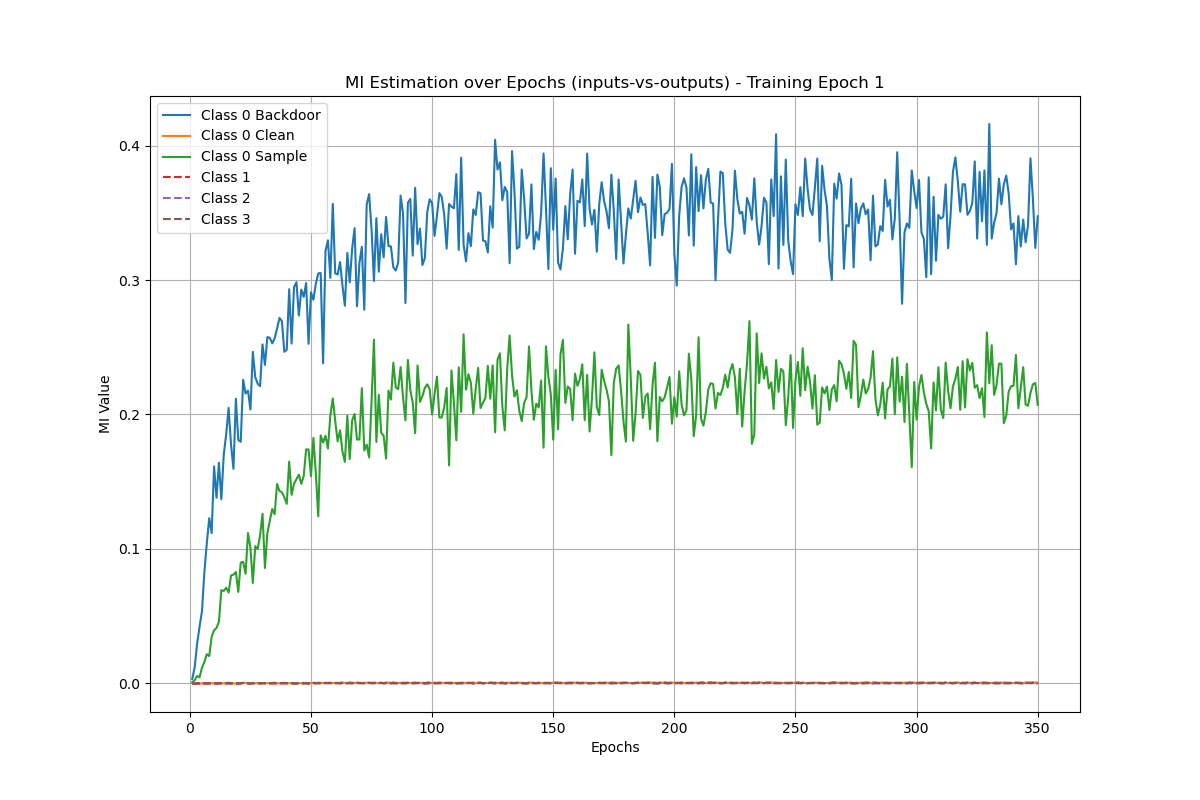 MI Estimation over Epochs (inputs-vs-outputs) - Training Epoch 1
Class 0 Backdoor
Class 0 Clean
Class 0 Sample
Class 1
Class 2
Class 3
MI Value
0.4
0.3
0.2
0.1
0.0
0 50 100 150 200 250 300 350
Epochs